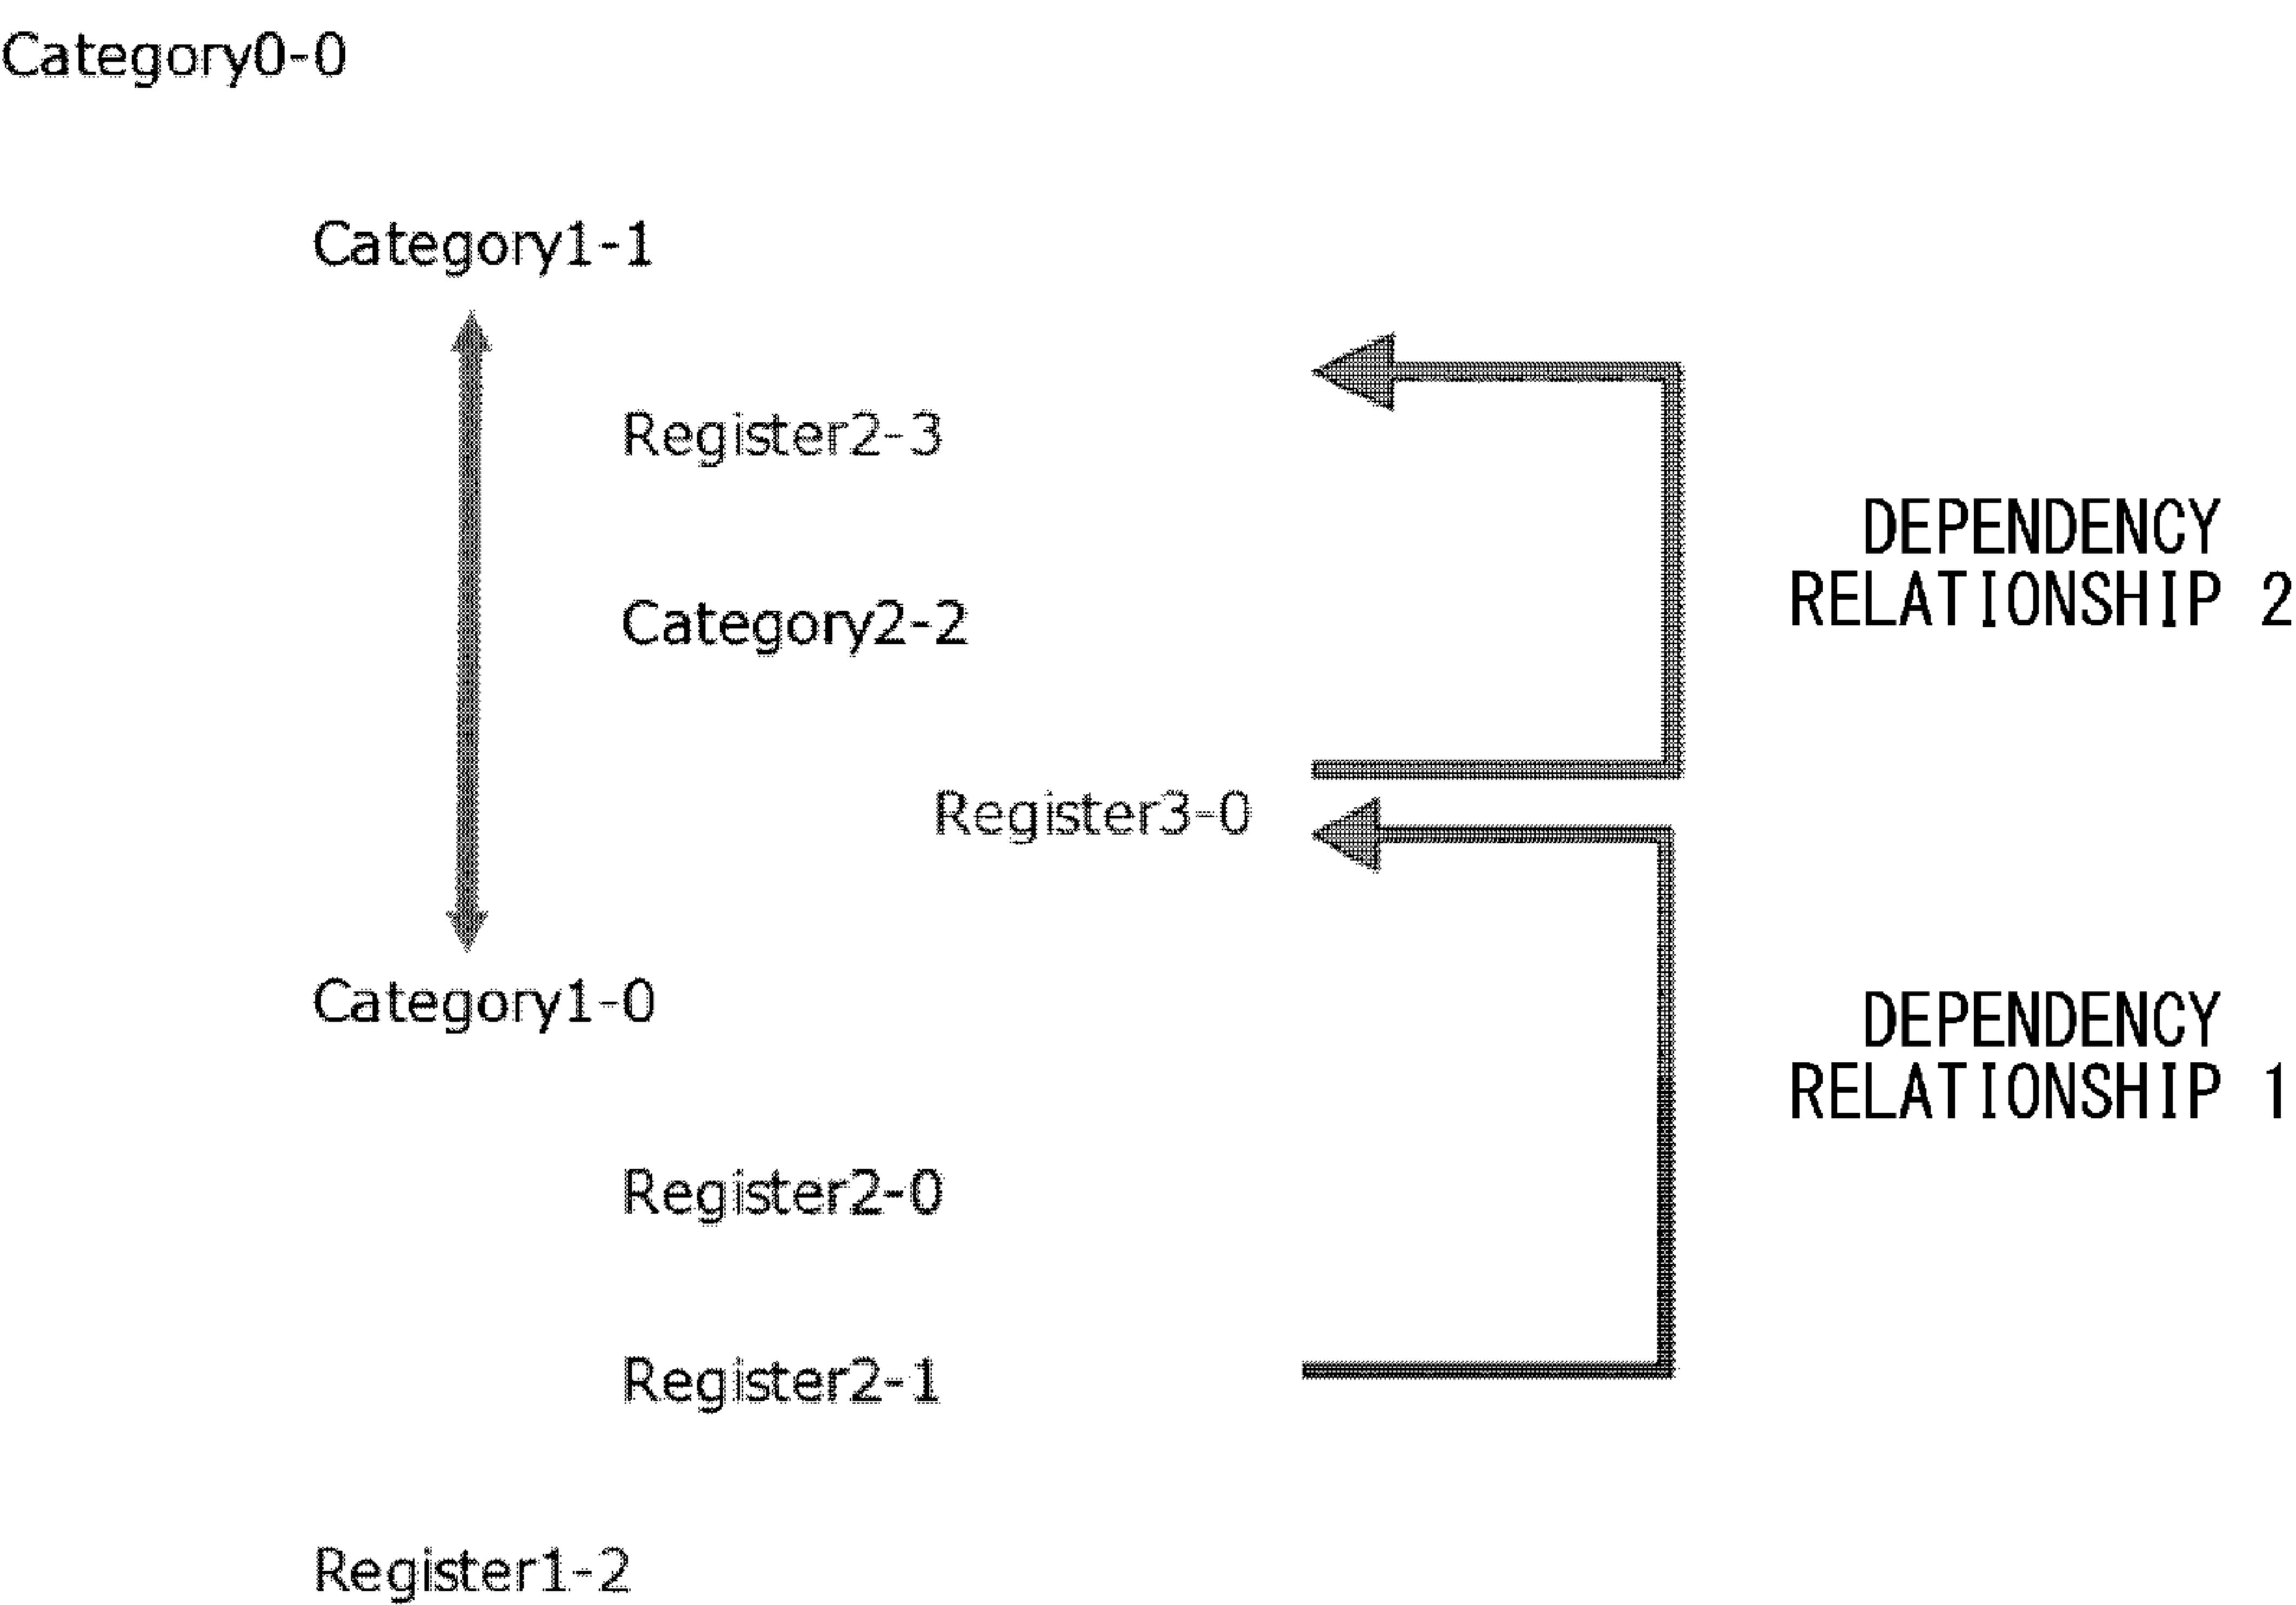 Category0-0
Category1-1
Register2-3
Category2-2
DEPENDENCY
RELATIONSHIP 2
Register3-0
Category1-0
DEPENDENCY
RELATIONSHIP 1
Register2-0
Register2-1
Register1-2